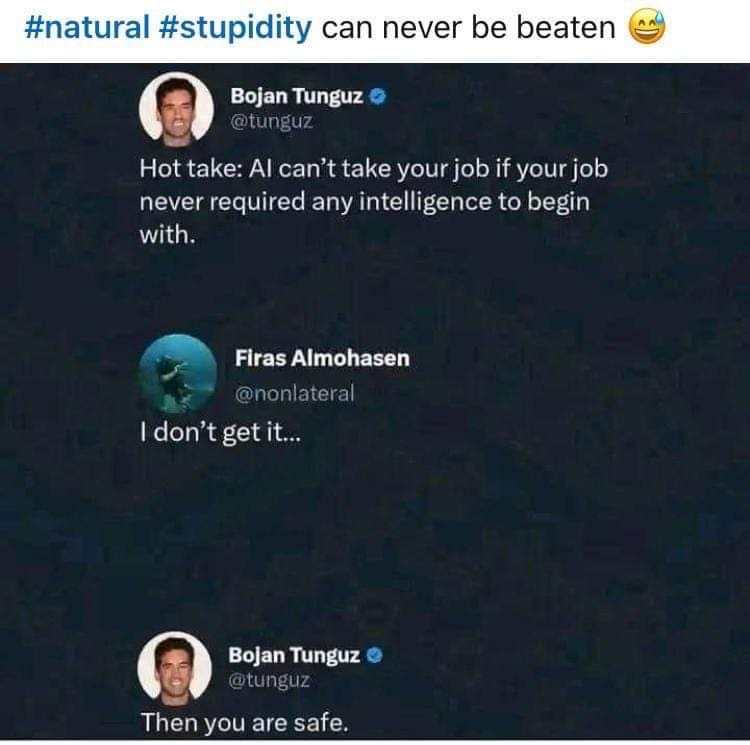 #natural #stupidity can never be beaten 😅
Bojan Tunguz
@tunguz
Hot take: AI can’t take your job if your job
never required any intelligence to begin
with.
Firas Almohasen
@nonlateral
I don’t get it...
Bojan Tunguz
@tunguz
Then you are safe.